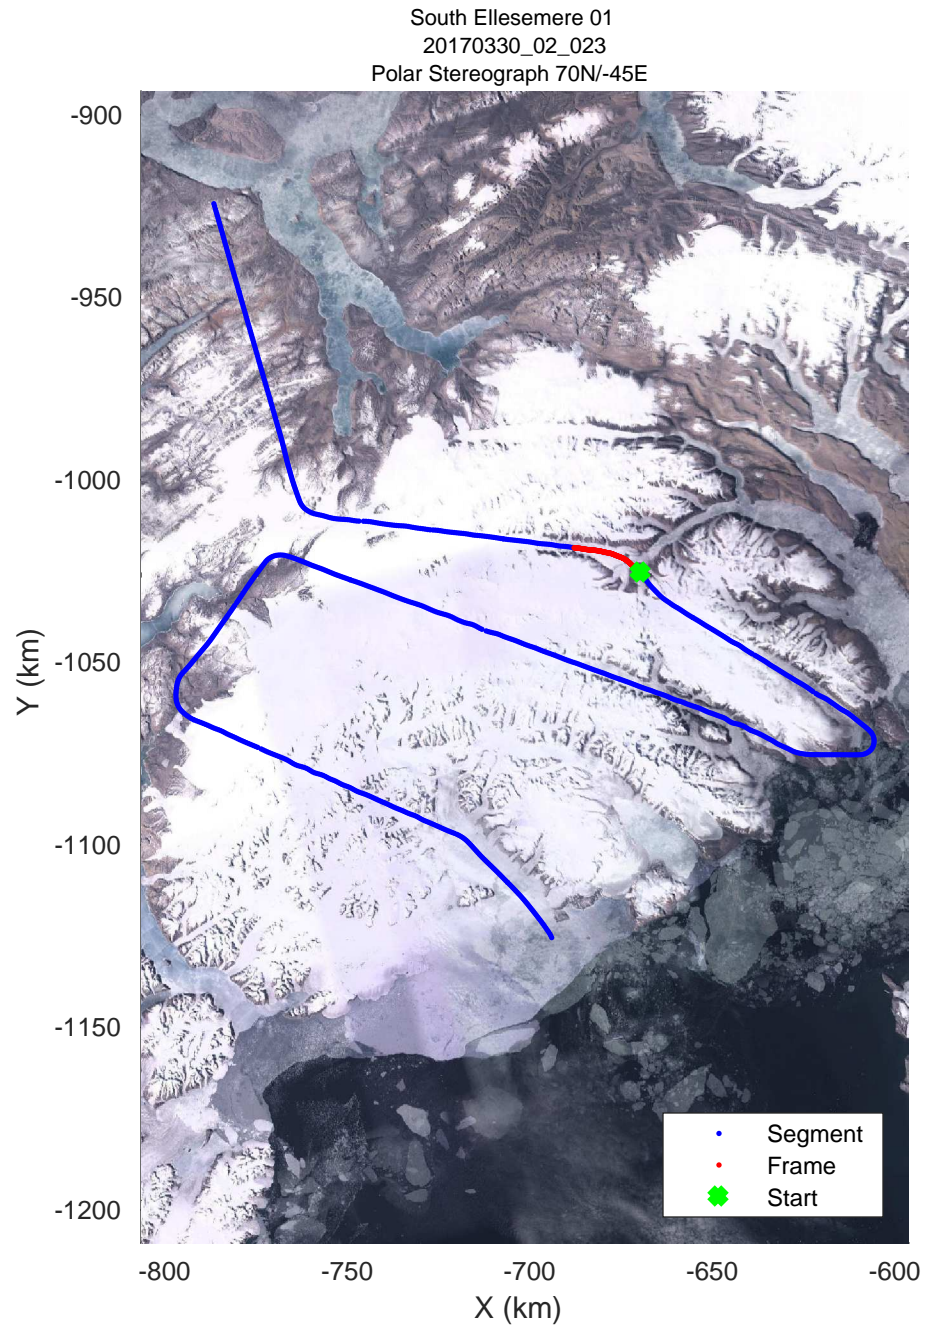 South Ellesemere 01
20170330_02_023
Polar Stereograph 70N/-45E
-900
-950
-1000
-1050
-1100
-1150
-1200
Y (km)
Segment
Frame
Start
-800
-750
-700
-650
-600
X (km)